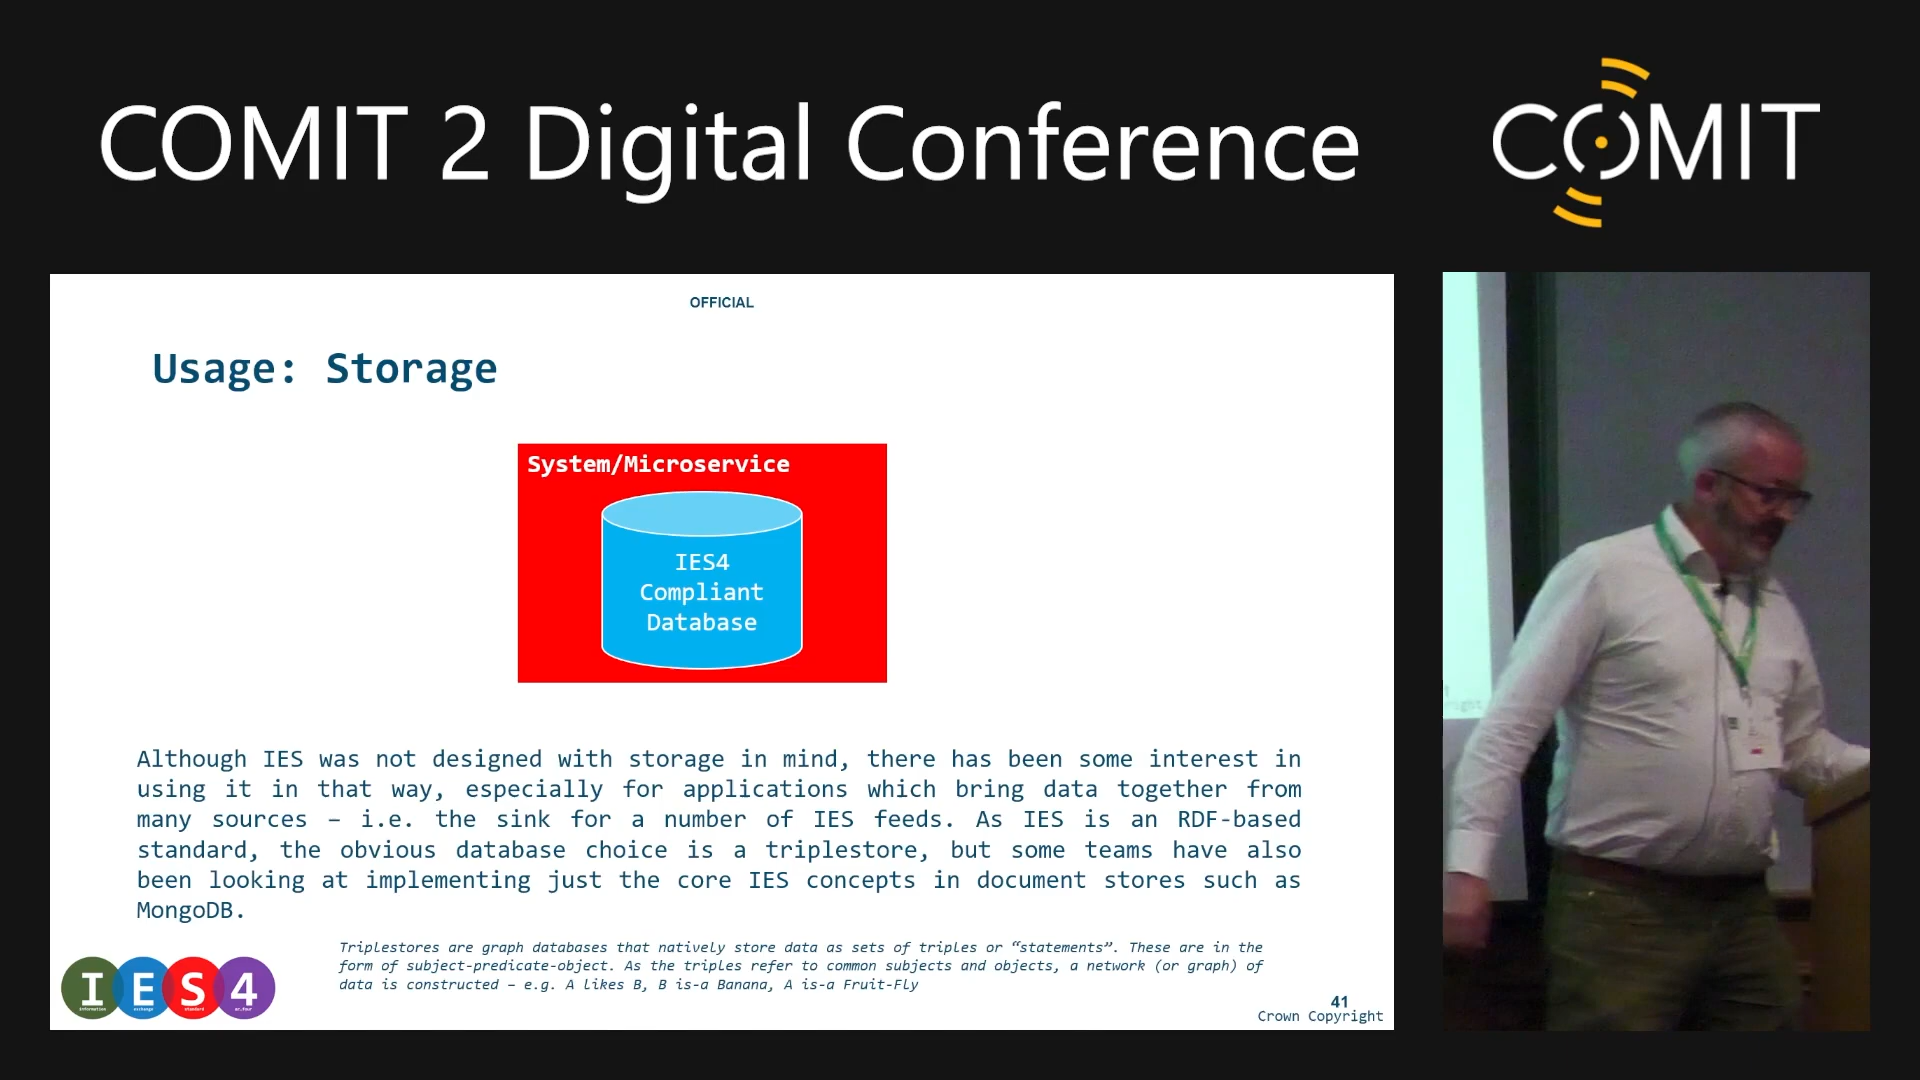 COMIT 2 Digital Conference
COMIT
OFFICIAL
Usage: Storage
System/Microservice
IES4
Compliant
Database
Although IES was not designed with storage in mind, there has been some interest in
using it in that way, especially for applications which bring data together from
many sources – i.e. the sink for a number of IES feeds. As IES is an RDF-based
standard, the obvious database choice is a triplestore, but some teams have also
been looking at implementing just the core IES concepts in document stores such as
MongoDB.
Triplestores are graph databases that natively store data as sets of triples or “statements”. These are in the
form of subject-predicate-object. As the triples refer to common subjects and objects, a network (or graph) of
data is constructed – e.g. A likes B, B is-a Banana, A is-a Fruit-Fly
IES4
information exchange standard
41
Crown Copyright